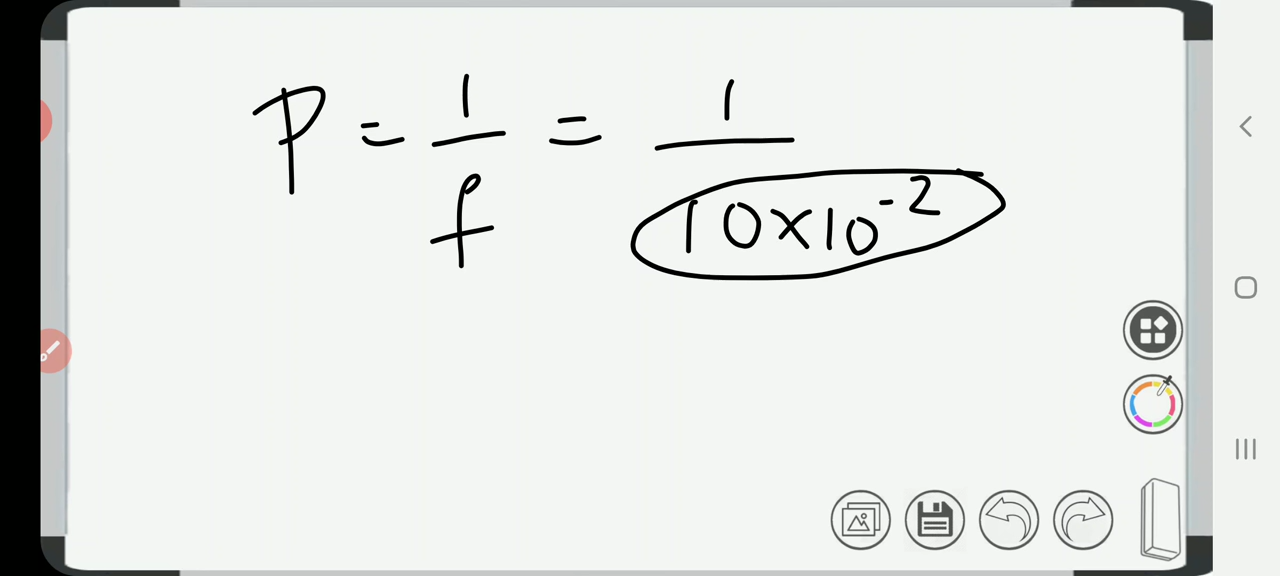 P = 1/f = 1/10×10⁻²